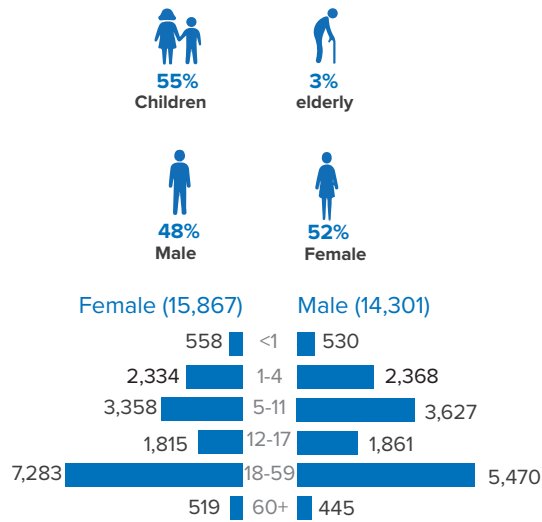 55%
Children
3%
elderly
48%
Male
52%
Female
Female (15,867)
Male (14,301)
558 <1 530
2,334 1-4 2,368
3,358 5-11 3,627
1,815 12-17 1,861
7,283 18-59 5,470
519 60+ 445